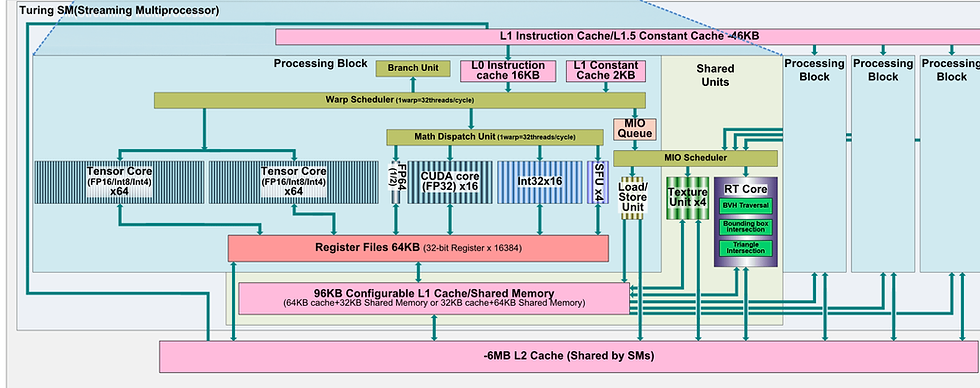 Turing SM(Streaming Multiprocessor)
L1 Instruction Cache/L1.5 Constant Cache -46KB
Processing Block
Branch Unit
L0 Instruction
cache 16KB
L1 Constant
Cache 2KB
Shared
Units
Processing
Block
Processing
Block
Processing
Block
Warp Scheduler (1warp=32threads/cycle)
MIO
Queue
Math Dispatch Unit (1warp=32threads/cycle)
MIO Scheduler
Tensor Core
(FP16/Int8/Int4)
x64
Tensor Core
(FP16/Int8/Int4)
x64
FP64
(1/2)
CUDA core
(FP32) x16
Int32x16
SFU x4
Load/
Store
Unit
Texture
Unit x4
RT Core
BVH Traversal
Bounding box
Intersection
Triangle
Intersection
Register Files 64KB (32-bit Register x 16384)
96KB Configurable L1 Cache/Shared Memory
(64KB cache+32KB Shared Memory or 32KB cache+64KB Shared Memory)
-6MB L2 Cache (Shared by SMs)